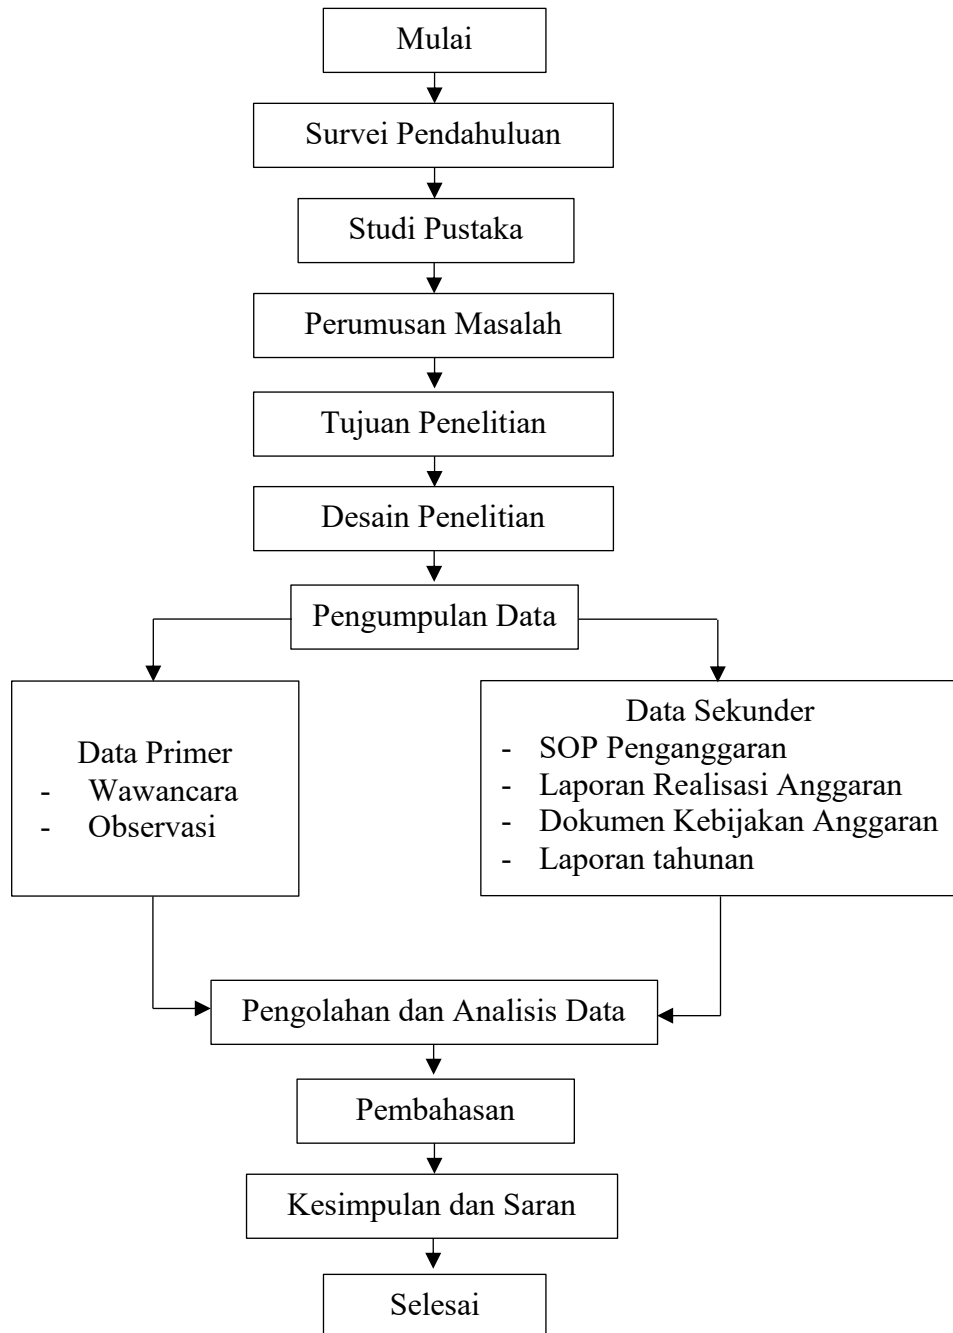 Mulai
Survei Pendahuluan
Studi Pustaka
Perumusan Masalah
Tujuan Penelitian
Desain Penelitian
Pengumpulan Data
Data Primer
- Wawancara
- Observasi
Data Sekunder
- SOP Penganggaran
- Laporan Realisasi Anggaran
- Dokumen Kebijakan Anggaran
- Laporan tahunan
Pengolahan dan Analisis Data
Pembahasan
Kesimpulan dan Saran
Selesai